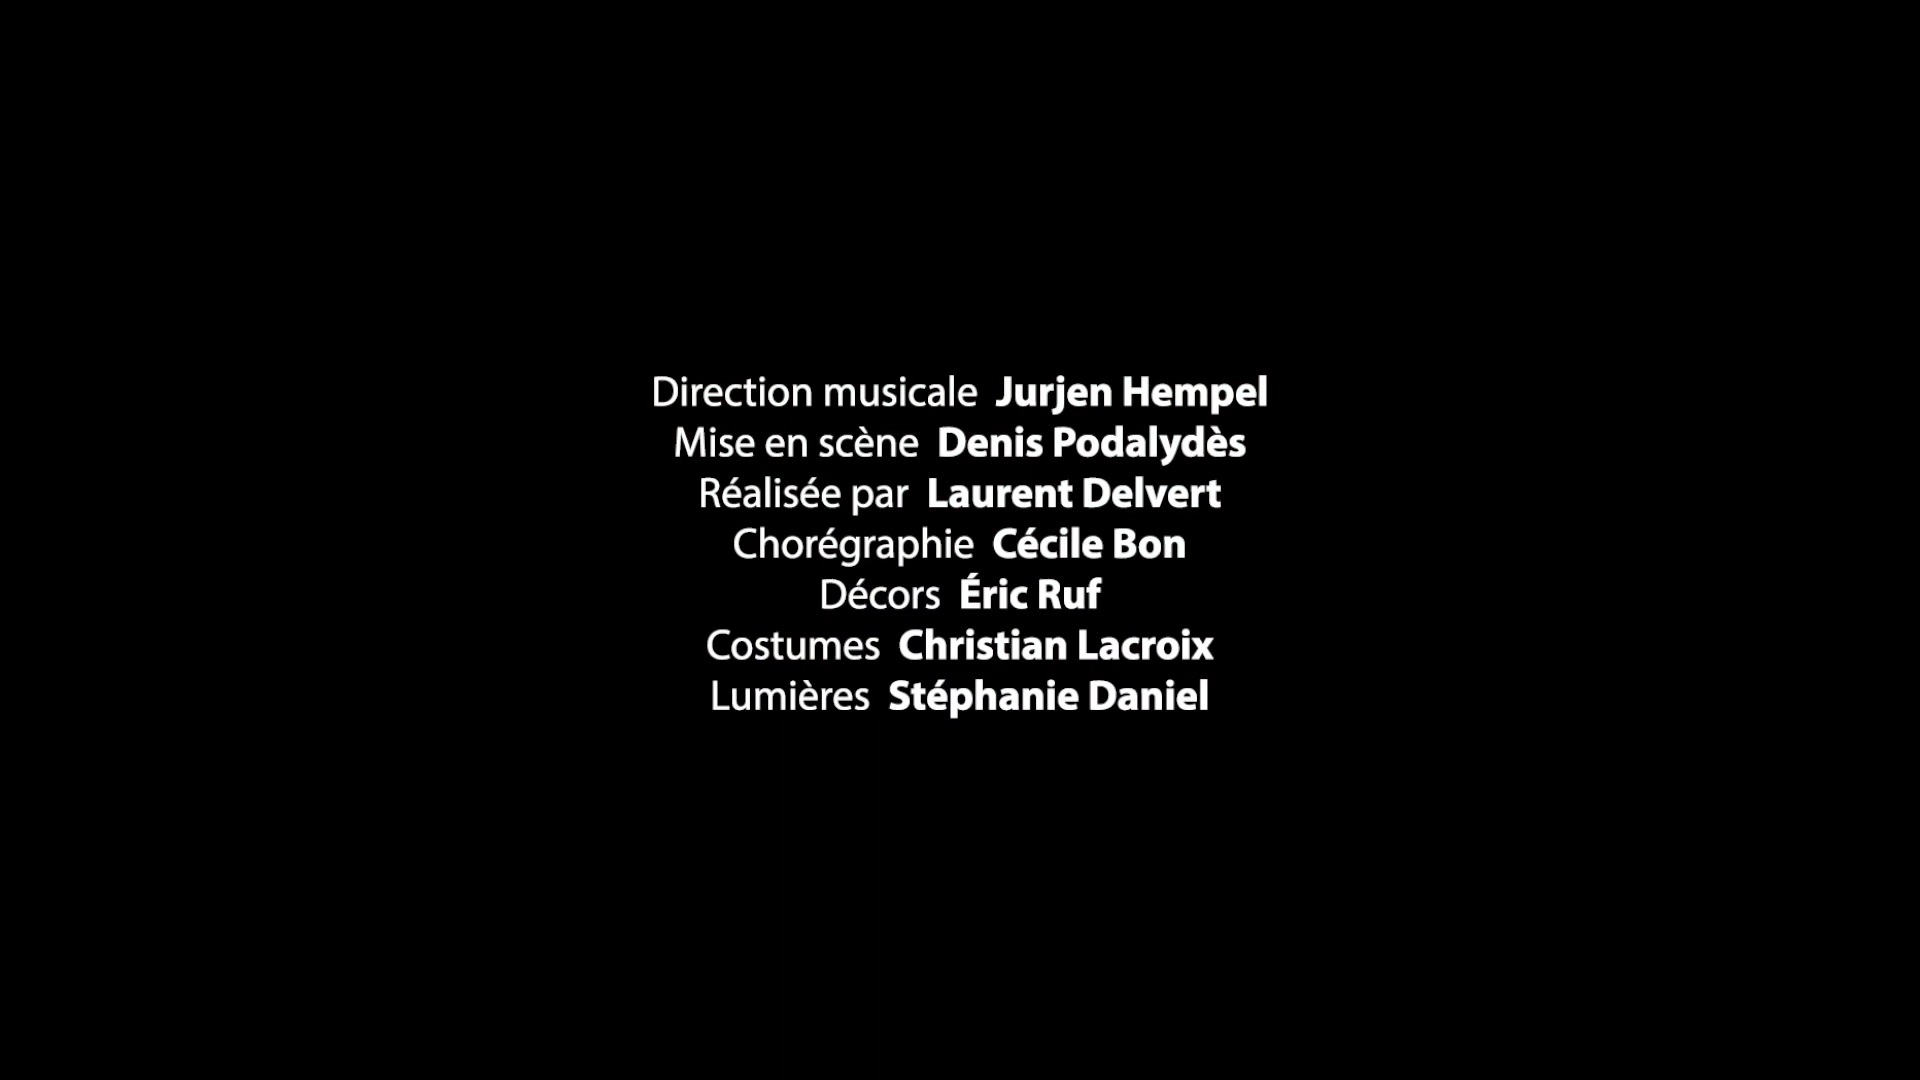 Direction musicale Jurjen Hempel
Mise en scène Denis Podalydès
Réalisée par Laurent Delvert
Chorégraphie Cécile Bon
Décors Éric Ruf
Costumes Christian Lacroix
Lumières Stéphanie Daniel